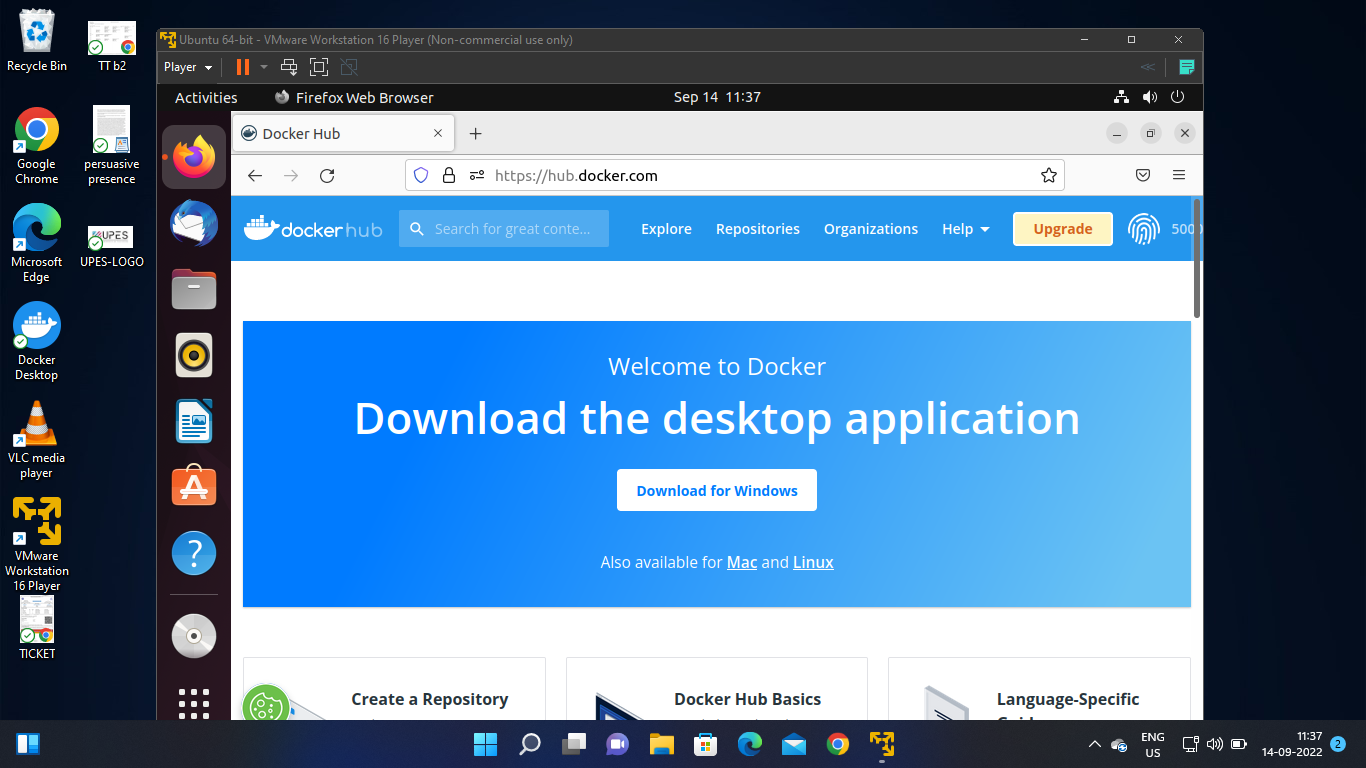 Recycle Bin
TT b2
Google
Chrome
persuasive
presence
Microsoft
Edge
UPES
UPES-LOGO
Docker
Desktop
VLC media
player
VMware
Workstation
16 Player
TICKET
Ubuntu 64-bit - VMware Workstation 16 Player (Non-commercial use only)
Player
Activities
Firefox Web Browser
Sep 14 11:37
Docker Hub
https://hub.docker.com
docker hub
Search for great conte...
Explore
Repositories
Organizations
Help
Upgrade
5000
Welcome to Docker
Download the desktop application
Download for Windows
Also available for Mac and Linux
Create a Repository
Docker Hub Basics
Language-Specific
ENG
US
11:37
14-09-2022
2